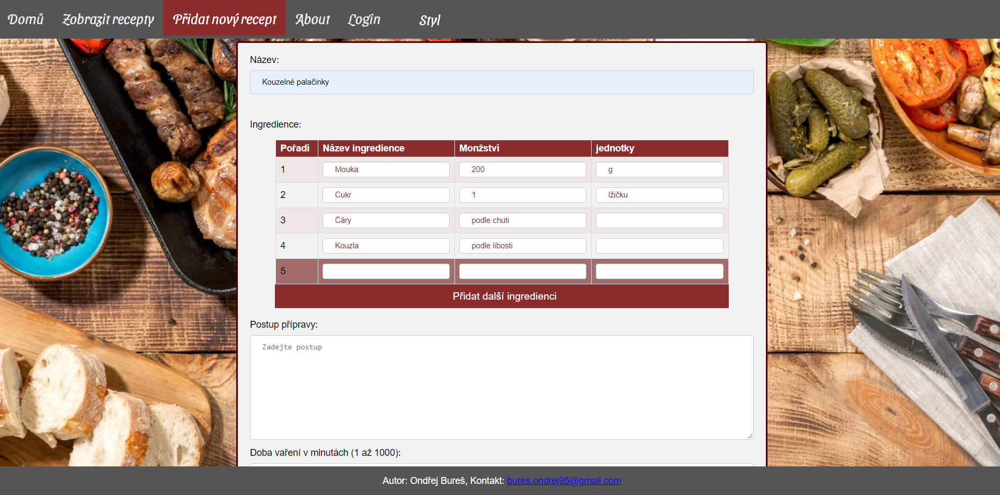 Domů Zobrazit recepty Přidat nový recept About Login Styl
Název:
Kouzelné palačinky
Ingredience:
Pořadí Název ingredience Monžství jednotky
1 Mouka 200 g
2 Cukr 1 lžičku
3 Čáry podle chuti
4 Kouzla podle libosti
5
Přidat další ingredienci
Postup přípravy:
Zadejte postup
Doba vaření v minutách (1 až 1000):
Autor: Ondřej Bureš, Kontakt: bures.ondrej95@gmail.com